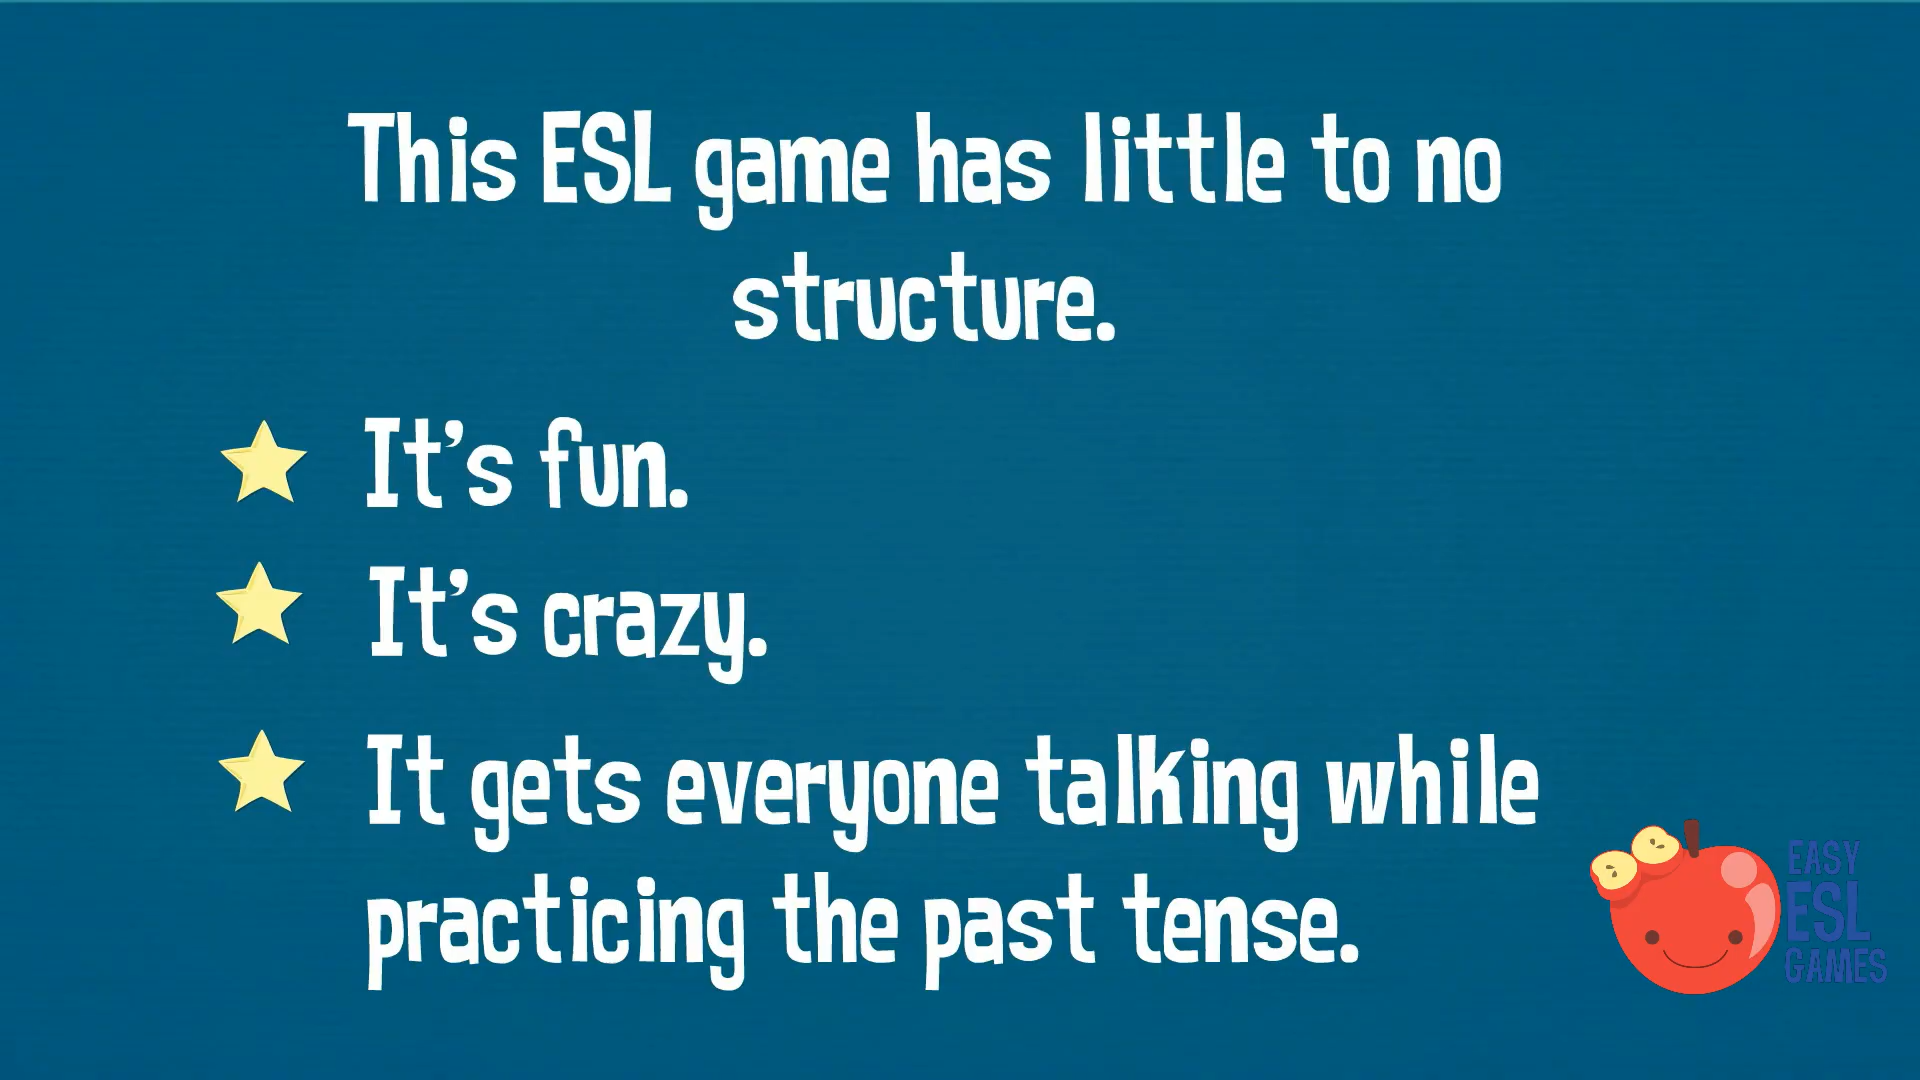 This ESL game has little to no
structure.
It's fun.
It's crazy.
It gets everyone talking while
practicing the past tense.
EASY
ESL
GAMES